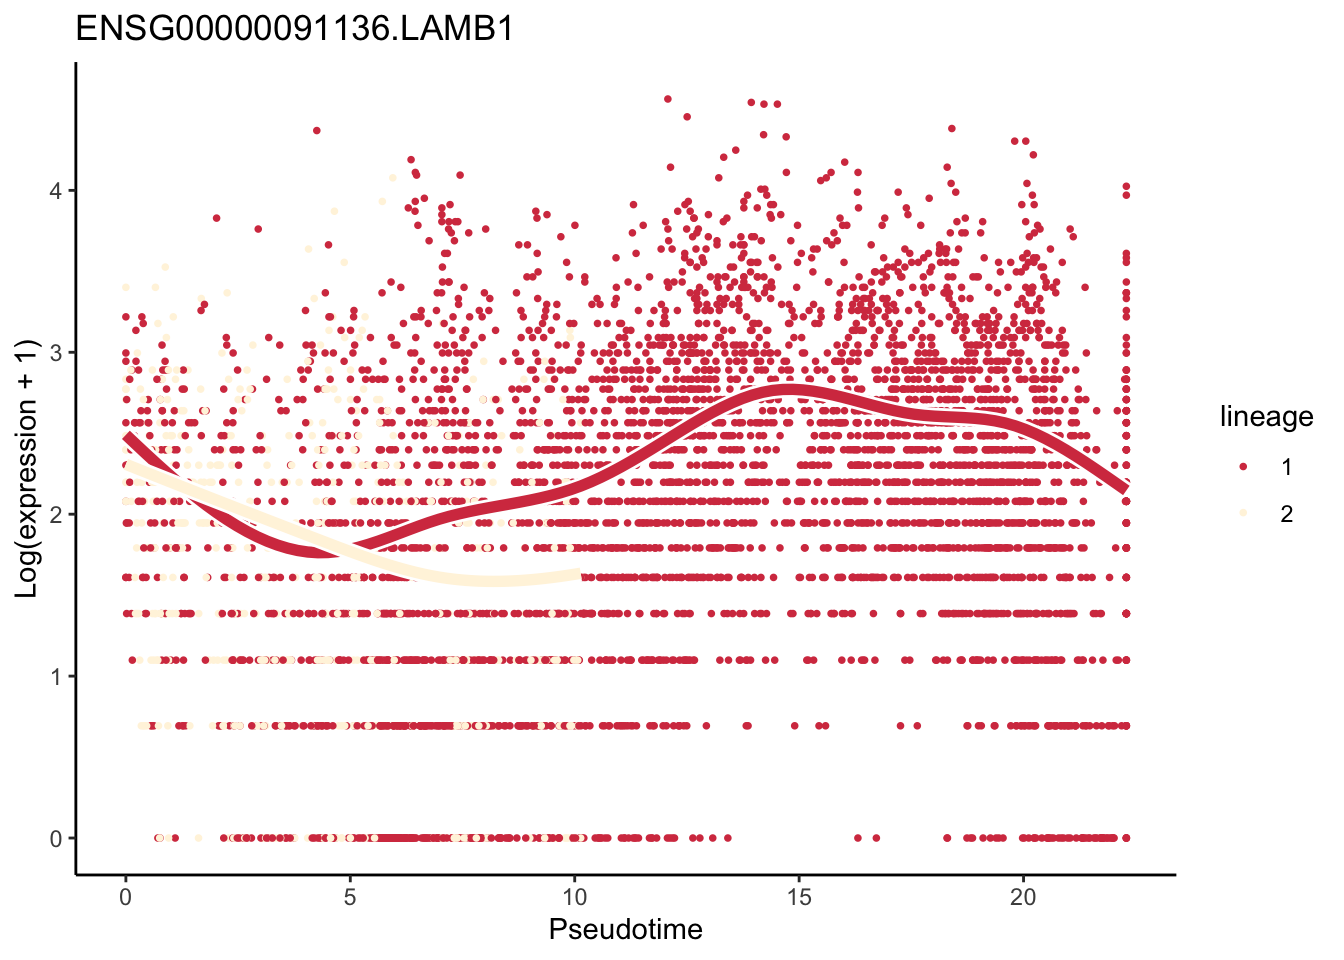 ENSG00000091136.LAMB1
Log(expression + 1)
4
3
2
1
0
0 5 10 15 20
Pseudotime
lineage
1
2